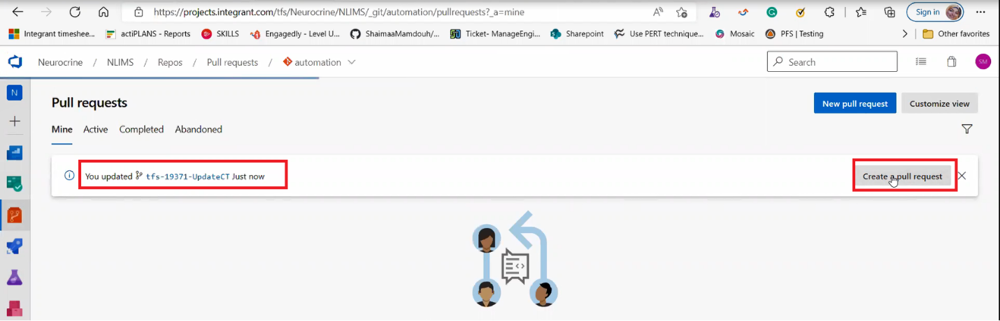 https://projects.integrant.com/tfs/Neurocrine/NLIMS/_git/automation/pullrequests?_a=mine
Sign in
Integrant timeshee...
actiPLANS - Reports
SKILLS
Engagedly - Level U...
ShaimaaMamdouh/...
Ticket- ManageEngi...
Sharepoint
Use PERT technique...
Mosaic
PFS | Testing
Other favorites
Neurocrine / NLIMS / Repos / Pull requests / automation
Search
SM
N
Pull requests
New pull request
Customize view
Mine Active Completed Abandoned
You updated tfs-19371-UpdateCT Just now
Create a pull request